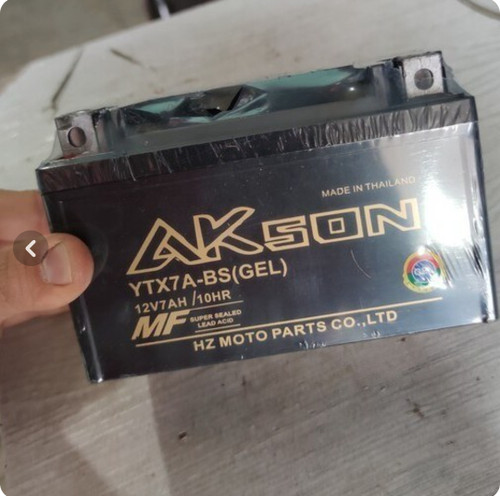 MADE IN THAILAND
AKSON
YTX7A-BS(GEL)
12V7AH/10HR
MF SUPER SEALED
LEAD ACID
HZ MOTO PARTS CO.,LTD